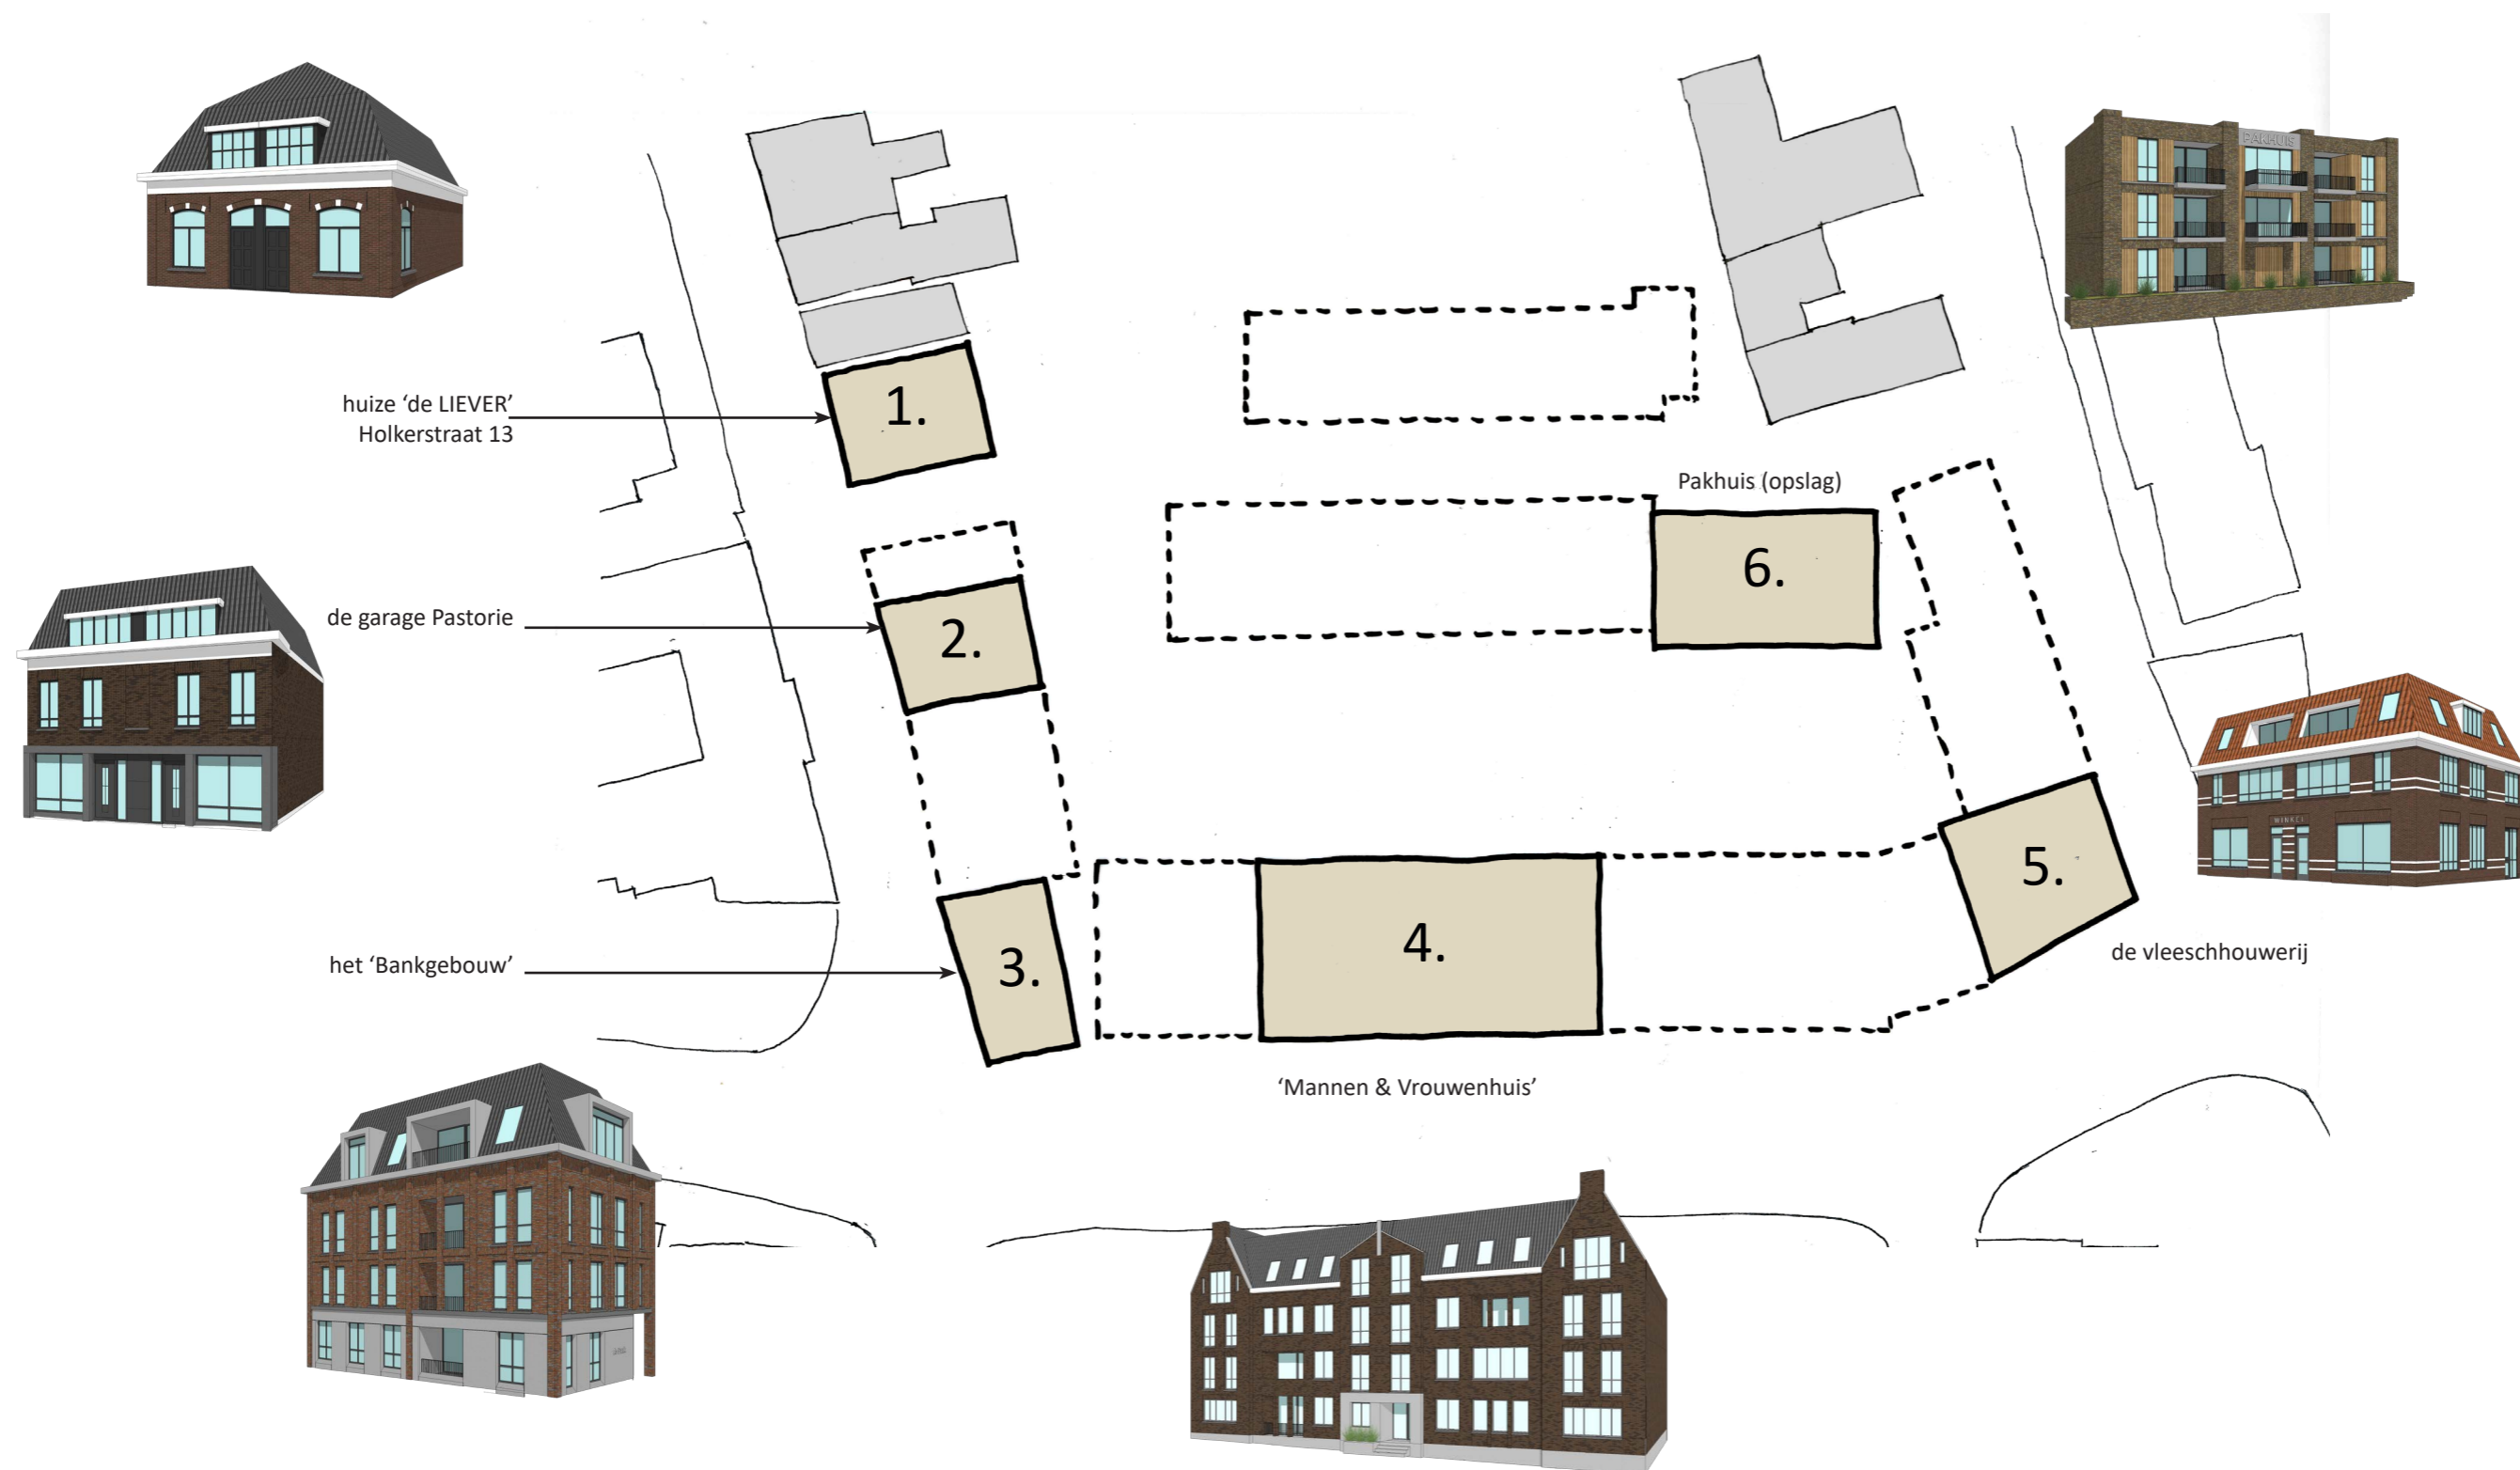 PAKHUIS
huize ‘de LIEVER’
Holkerstraat 13
1.
Pakhuis (opslag)
6.
de garage Pastorie
2.
WINKEL
5.
4.
het ‘Bankgebouw’
3.
de vleeschhouwerij
‘Mannen & Vrouwenhuis’